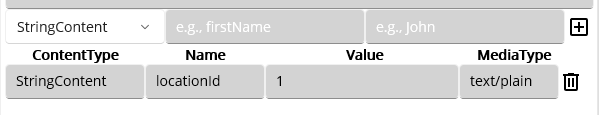 StringContent e.g., firstName e.g., John
ContentType Name Value MediaType
StringContent locationId 1 text/plain